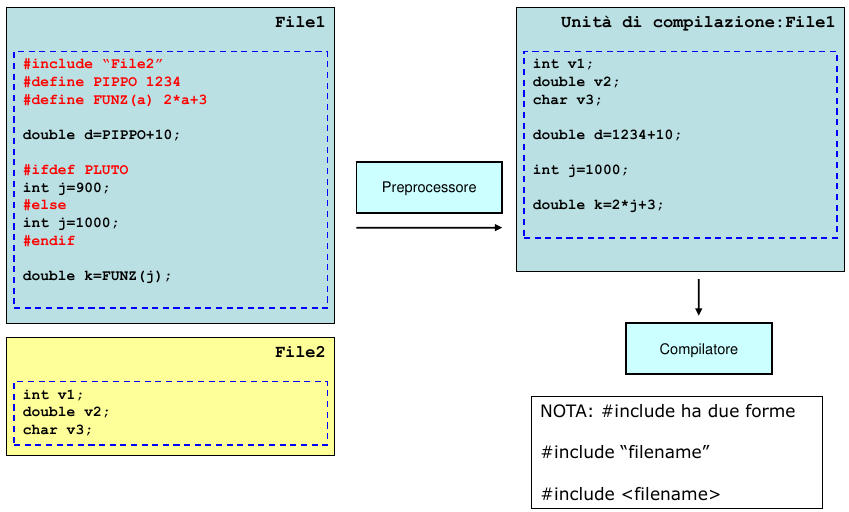 File1
#include “File2”
#define PIPPO 1234
#define FUNZ(a) 2*a+3
double d=PIPPO+10;
#ifdef PLUTO
int j=900;
#else
int j=1000;
#endif
double k=FUNZ(j);
File2
int v1;
double v2;
char v3;
Preprocessore
Unità di compilazione:File1
int v1;
double v2;
char v3;
double d=1234+10;
int j=1000;
double k=2*j+3;
Compilatore
NOTA: #include ha due forme
#include “filename”
#include <filename>